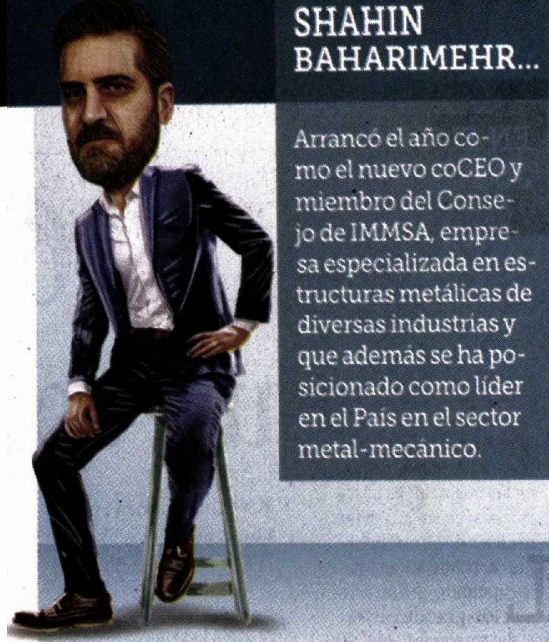 SHAHIN
BAHARIMEHR...
Arrancó el año co-
mo el nuevo coCEO y
miembro del Conse-
jo de IMMSA, empre-
sa especializada en es-
tructuras metálicas de
diversas industrias y
que además se ha po-
sicionado como líder
en el País en el sector
metal-mecánico.